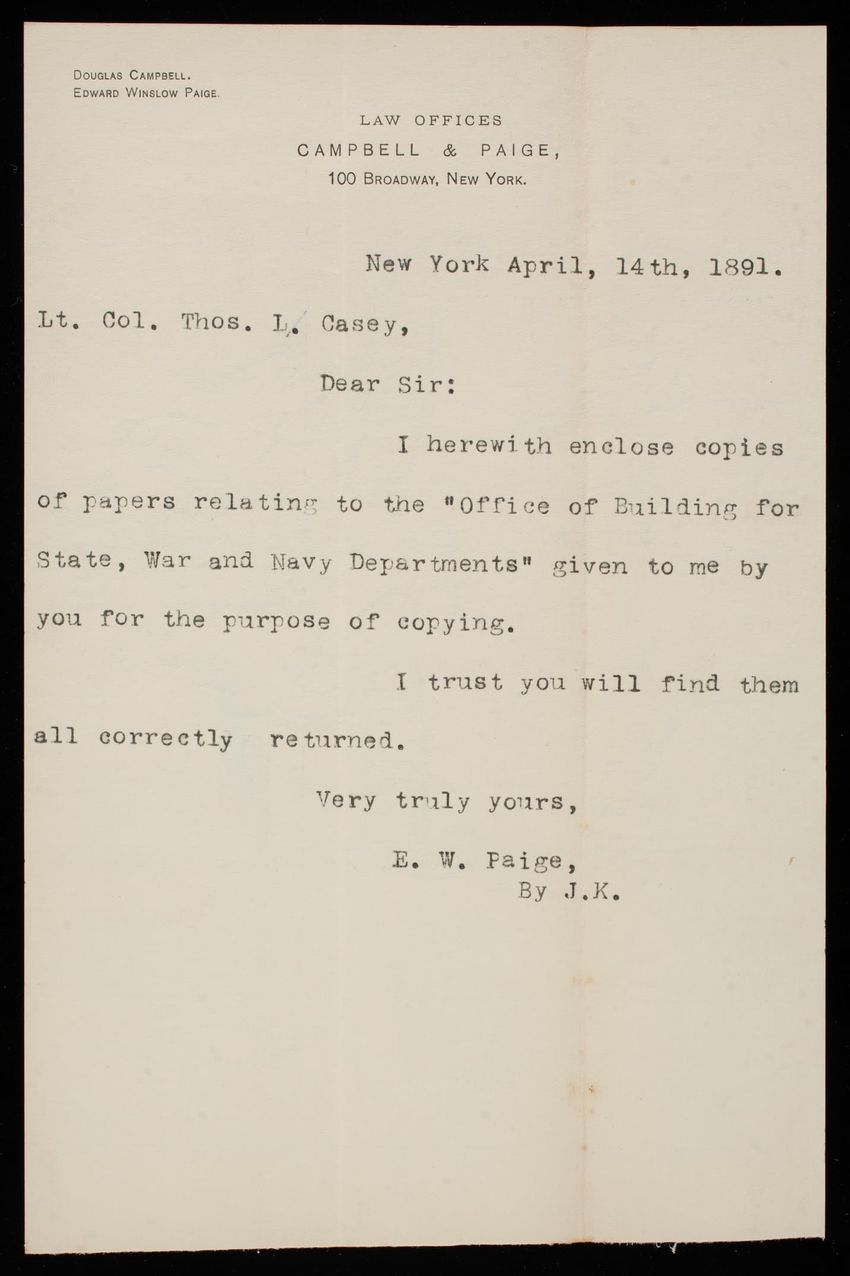 Douglas Campbell.
Edward Winslow Paige.
LAW OFFICES
CAMPBELL & PAIGE,
100 Broadway, New York.
New York April, 14th, 1891.
Lt. Col. Thos. L. Casey,
Dear Sir:
I herewith enclose copies
of papers relating to the "Office of Building for
State, War and Navy Departments" given to me by
you for the purpose of copying.
I trust you will find them
all correctly returned.
Very truly yours,
E. W. Paige,
By J.K.